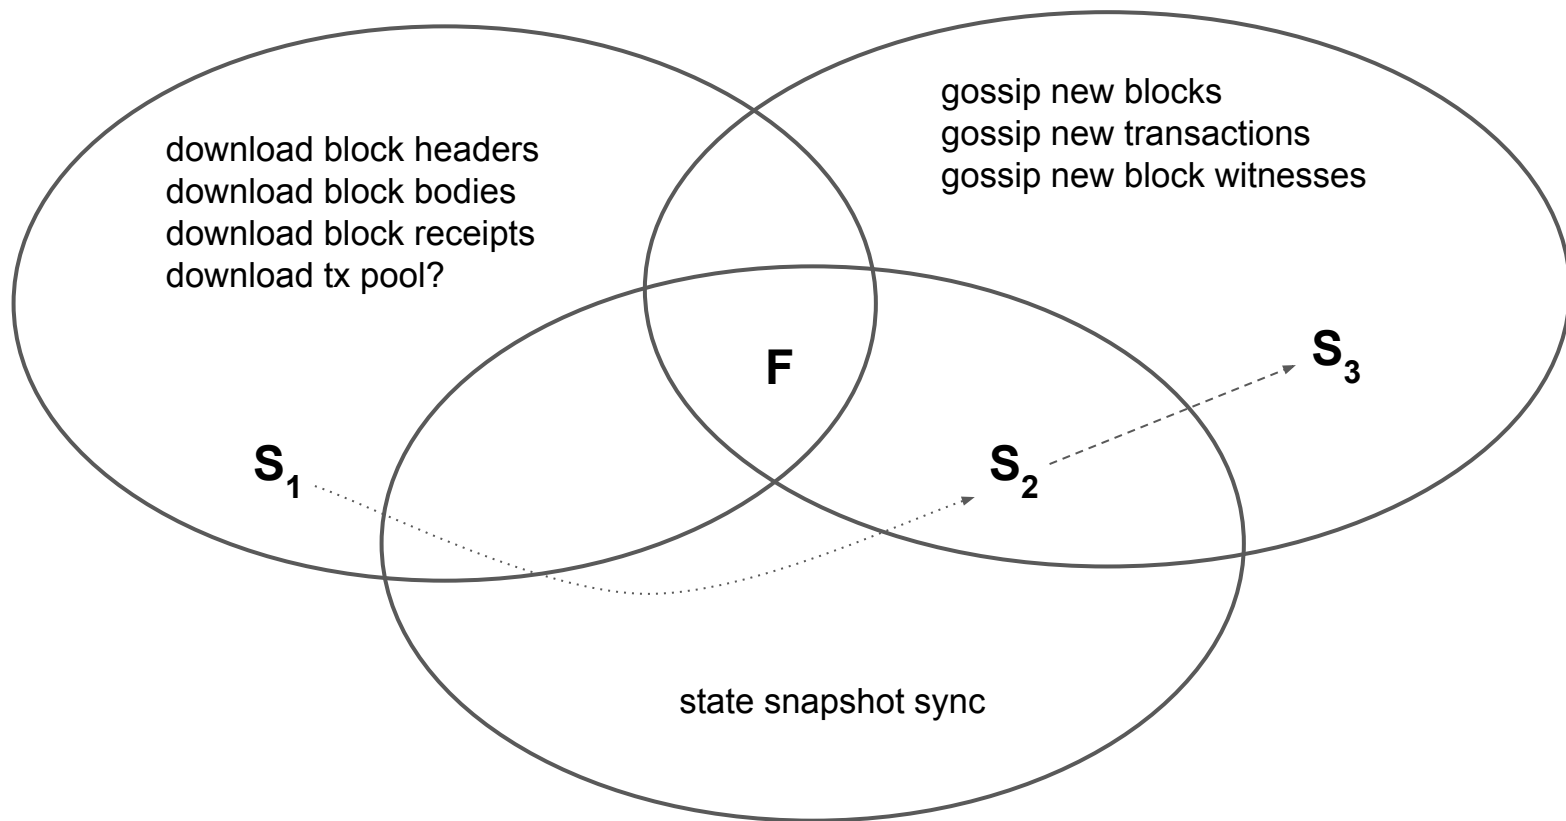 download block headers
download block bodies
download block receipts
download tx pool?
gossip new blocks
gossip new transactions
gossip new block witnesses
F
S₃
S₁
S₂
state snapshot sync